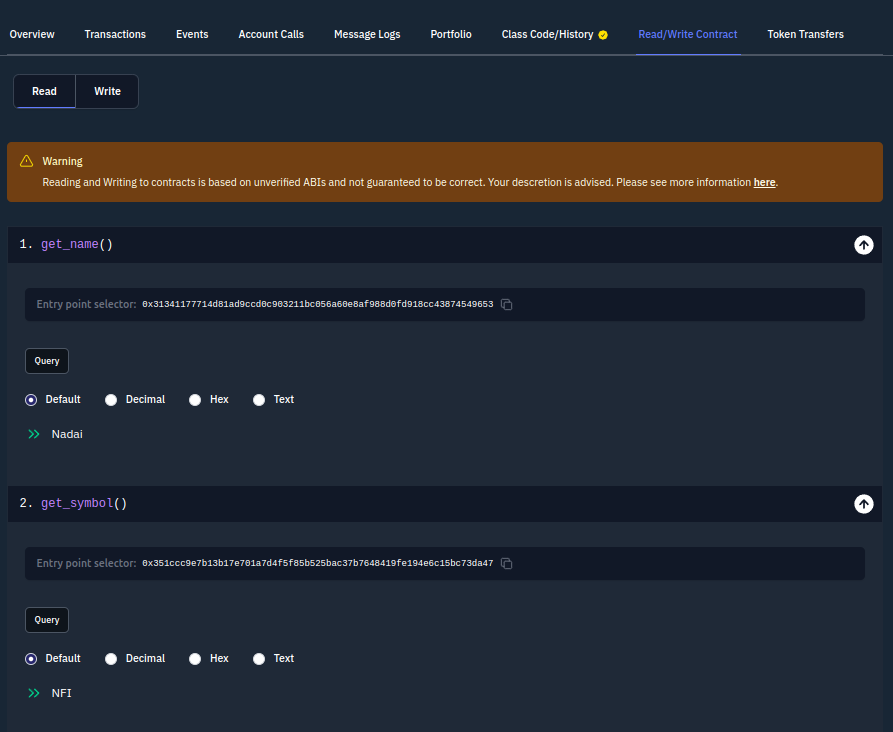 Overview Transactions Events Account Calls Message Logs Portfolio Class Code/History Read/Write Contract Token Transfers
Read Write
Warning
Reading and Writing to contracts is based on unverified ABIs and not guaranteed to be correct. Your descretion is advised. Please see more information here.
1. get_name()
Entry point selector: 0x31341177714d81ad9ccd0c903211bc056a60e8af988d0fd918cc43874549653
Query
Default Decimal Hex Text
Nadai
2. get_symbol()
Entry point selector: 0x351ccc9e7b13b17e701a7d4f5f85b525bac37b7648419fe194e6c15bc73da47
Query
Default Decimal Hex Text
NFI